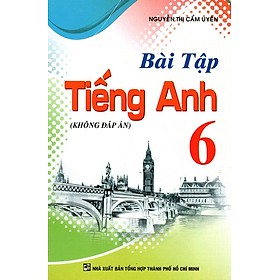 NGUYỄN THỊ CẨM UYÊN
Bài Tập
Tiếng Anh
(KHÔNG ĐÁP ÁN)
6
NHÀ XUẤT BẢN TỔNG HỢP THÀNH PHỐ HỒ CHÍ MINH